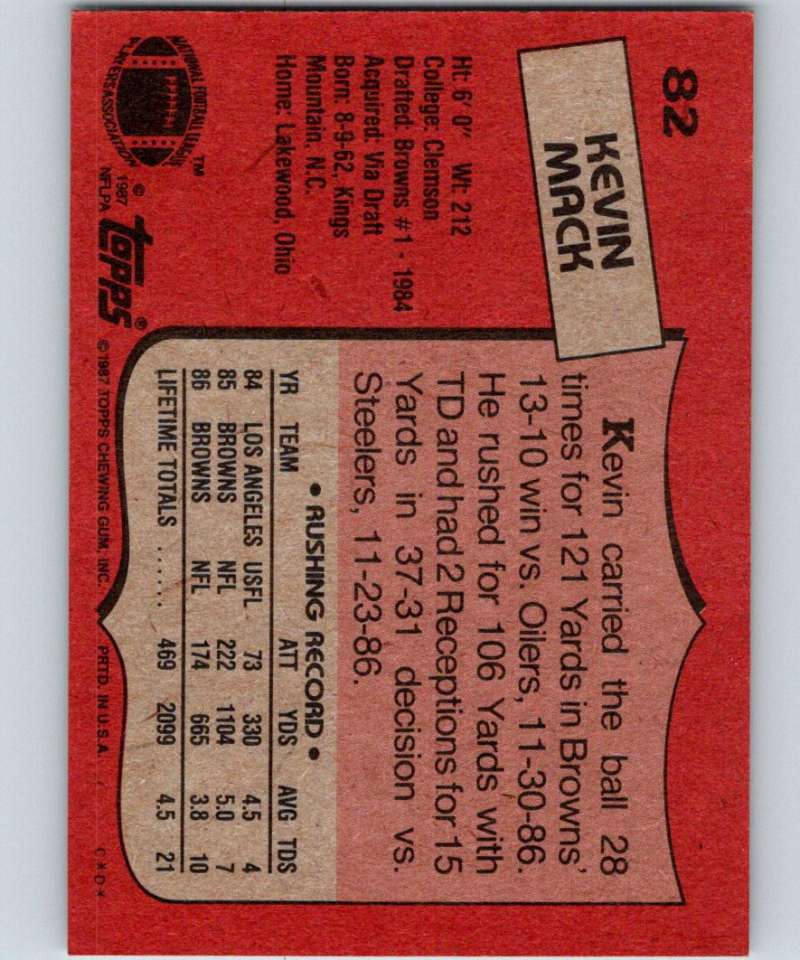 82
KEVIN
MACK
Ht: 6' 0" Wt: 212
College: Clemson
Drafted: Browns #1 - 1984
Acquired: Via Draft
Born: 8-9-62, Kings
Mountain, N.C.
Home: Lakewood, Ohio
NATIONAL FOOTBALL LEAGUE
PLAYERS ASSOCIATION
™
© 1987
NFLPA
topps®
Kevin carried the ball 28
times for 121 Yards in Browns'
13-10 win vs. Oilers, 11-30-86.
He rushed for 106 Yards with
TD and had 2 Receptions for 15
Yards in 37-31 decision vs.
Steelers, 11-23-86.
• RUSHING RECORD •
YR TEAM ATT YDS AVG TDS
84 LOS ANGELES USFL 73 330 4.5 4
85 BROWNS NFL 222 1104 5.0 7
86 BROWNS NFL 174 665 3.8 10
LIFETIME TOTALS ...... 469 2099 4.5 21
©1987 TOPPS CHEWING GUM, INC. PRTD. IN U.S.A. C*D*